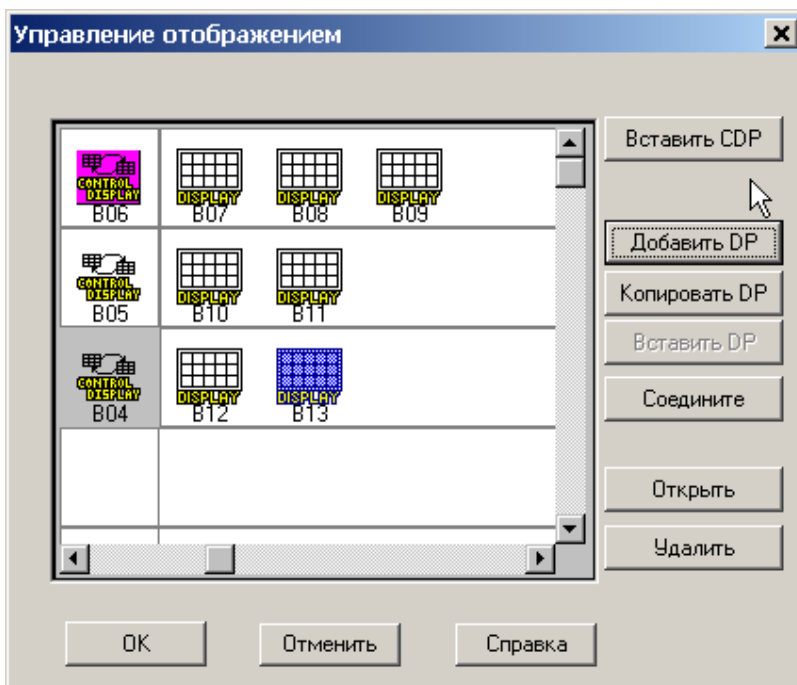 Управление отображением
Вставить CDP
CONTROL DISPLAY DISPLAY DISPLAY DISPLAY
B06 B07 B08 B09
Добавить DP
CONTROL DISPLAY DISPLAY DISPLAY
B05 B10 B11
Копировать DP
Вставить DP
CONTROL DISPLAY DISPLAY DISPLAY
B04 B12 B13
Соедините
Открыть
Удалить
OK Отменить Справка